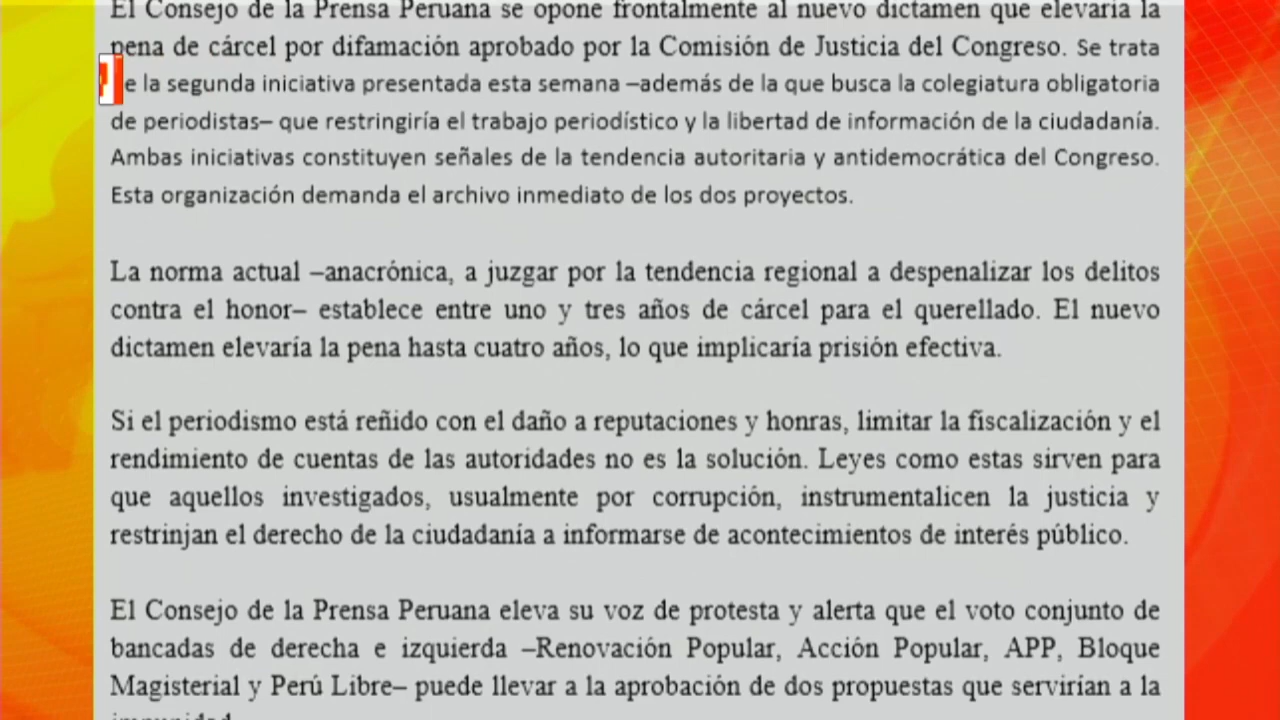 El Consejo de la Prensa Peruana se opone frontalmente al nuevo dictamen que elevaría la
pena de cárcel por difamación aprobado por la Comisión de Justicia del Congreso. Se trata
e la segunda iniciativa presentada esta semana –además de la que busca la colegiatura obligatoria
de periodistas– que restringiría el trabajo periodístico y la libertad de información de la ciudadanía.
Ambas iniciativas constituyen señales de la tendencia autoritaria y antidemocrática del Congreso.
Esta organización demanda el archivo inmediato de los dos proyectos.
La norma actual –anacrónica, a juzgar por la tendencia regional a despenalizar los delitos
contra el honor– establece entre uno y tres años de cárcel para el querellado. El nuevo
dictamen elevaría la pena hasta cuatro años, lo que implicaría prisión efectiva.
Si el periodismo está reñido con el daño a reputaciones y honras, limitar la fiscalización y el
rendimiento de cuentas de las autoridades no es la solución. Leyes como estas sirven para
que aquellos investigados, usualmente por corrupción, instrumentalicen la justicia y
restrinjan el derecho de la ciudadanía a informarse de acontecimientos de interés público.
El Consejo de la Prensa Peruana eleva su voz de protesta y alerta que el voto conjunto de
bancadas de derecha e izquierda –Renovación Popular, Acción Popular, APP, Bloque
Magisterial y Perú Libre– puede llevar a la aprobación de dos propuestas que servirían a la